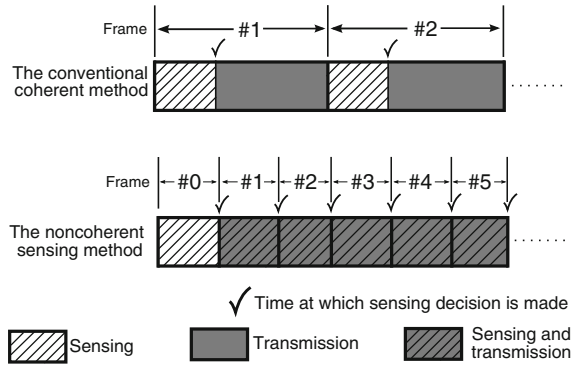 Frame #1 #2
The conventional
coherent method
Frame #0 #1 #2 #3 #4 #5
The noncoherent
sensing method
Time at which sensing decision is made
Sensing
Transmission
Sensing and
transmission